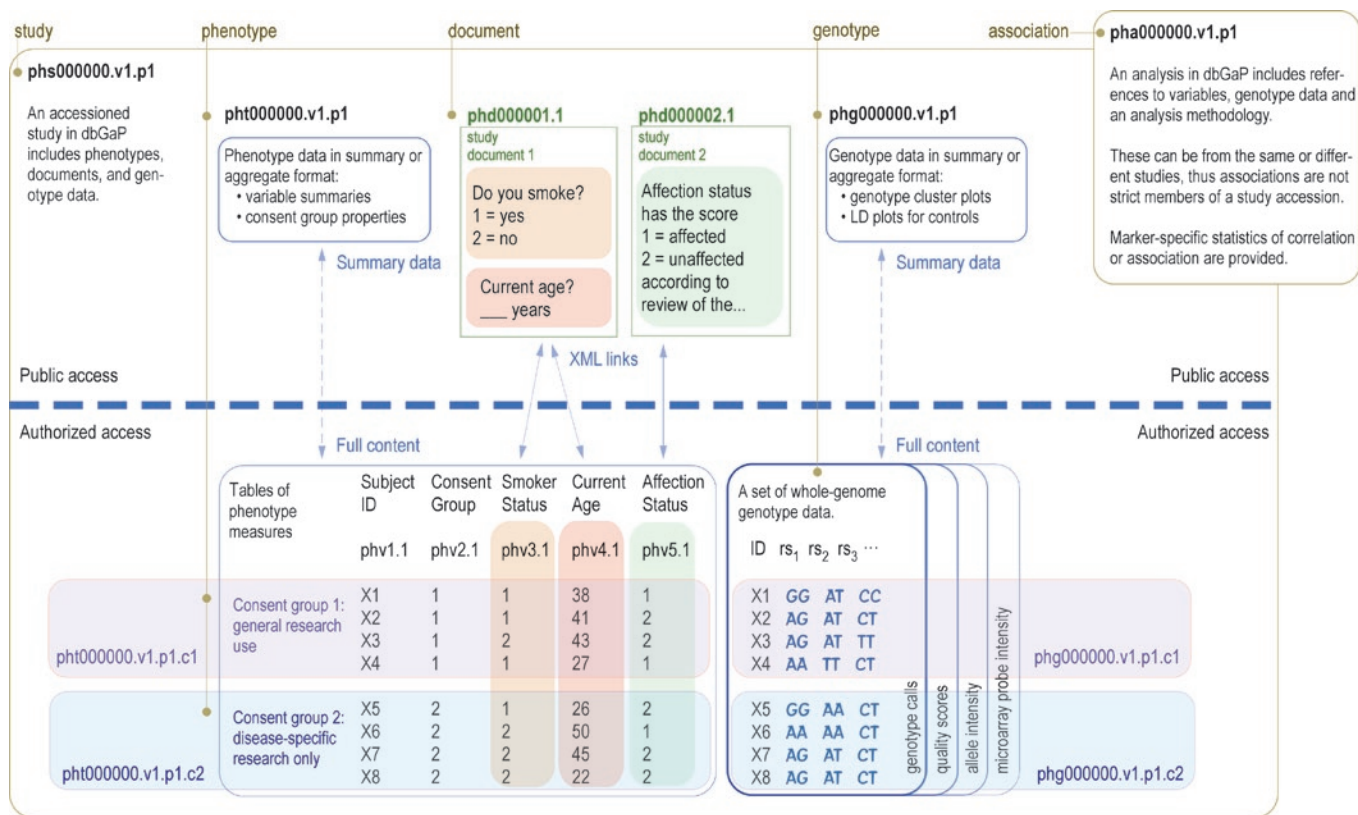 study
phenotype
document
genotype
association
phs000000.v1.p1
An accessioned
study in dbGaP
includes phenotypes,
documents, and gen-
otype data.
pht000000.v1.p1
Phenotype data in summary or
aggregate format:
• variable summaries
• consent group properties
Summary data
phd000001.1
study
document 1
Do you smoke?
1 = yes
2 = no
Current age?
___ years
phd000002.1
study
document 2
Affection status
has the score
1 = affected
2 = unaffected
according to
review of the...
XML links
phg000000.v1.p1
Genotype data in summary or
aggregate format:
• genotype cluster plots
• LD plots for controls
Summary data
pha000000.v1.p1
An analysis in dbGaP includes refer-
ences to variables, genotype data and
an analysis methodology.
These can be from the same or differ-
ent studies, thus associations are not
strict members of a study accession.
Marker-specific statistics of correlation
or association are provided.
Public access
Public access
Authorized access
Authorized access
Full content
Full content
Tables of
phenotype
measures
Subject ID Consent Group Smoker Status Current Age Affection Status
phv1.1 phv2.1 phv3.1 phv4.1 phv5.1
pht000000.v1.p1.c1
Consent group 1:
general research
use
X1 1 1 38 1
X2 1 1 41 2
X3 1 2 43 2
X4 1 1 27 1
pht000000.v1.p1.c2
Consent group 2:
disease-specific
research only
X5 2 1 26 2
X6 2 2 50 1
X7 2 2 45 2
X8 2 2 22 2
A set of whole-genome
genotype data.
ID rs1 rs2 rs3 ...
X1 GG AT CC
X2 AG AT CT
X3 AG AT TT
X4 AA TT CT
X5 GG AA CT
X6 AA AA CT
X7 AG AT CT
X8 AG AT CT
genotype calls
quality scores
allele intensity
microarray probe intensity
phg000000.v1.p1.c1
phg000000.v1.p1.c2